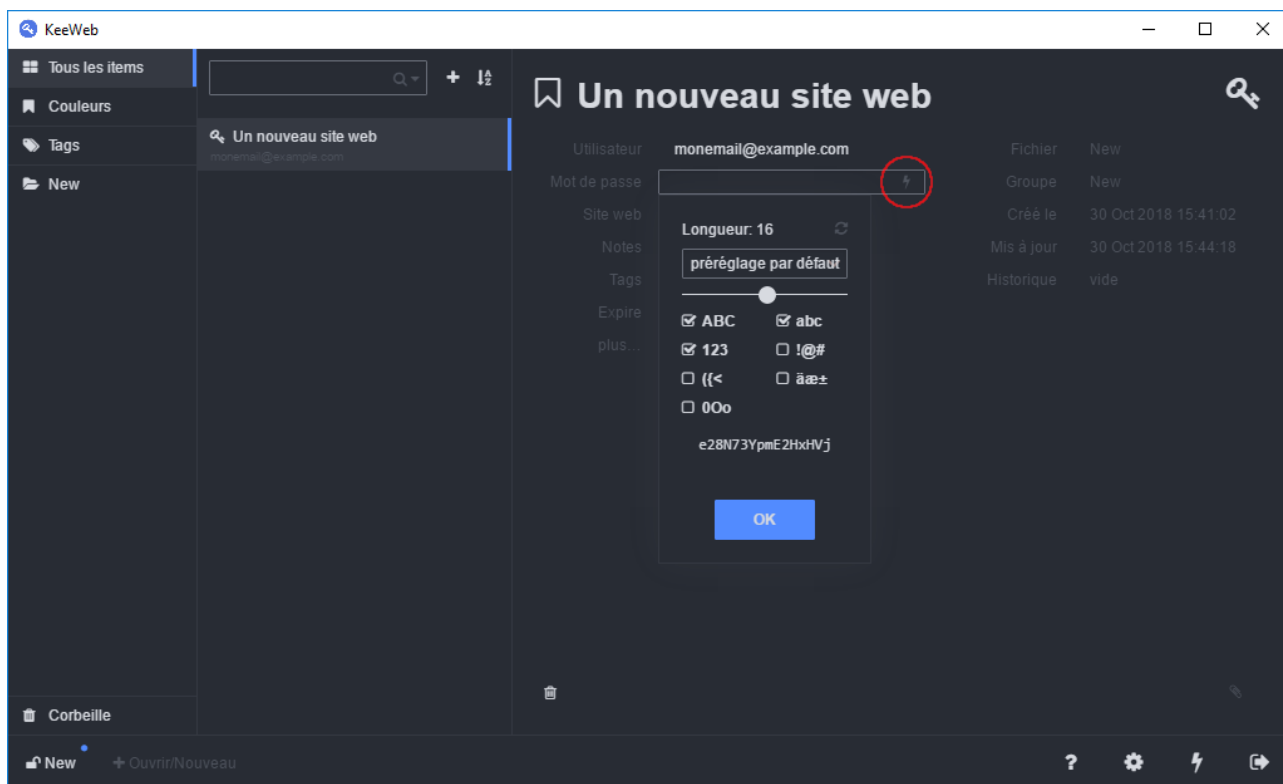 KeeWeb
Tous les items
Couleurs
Tags
New
Corbeille
Un nouveau site web
monemail@example.com
Un nouveau site web
Utilisateur monemail@example.com
Mot de passe
Site web
Notes
Tags
Expire
plus...
Longueur: 16
préréglage par défaut
ABC abc
123 !@#
({< äæ±
0Oo
e28N73YpmE2HxHVj
OK
Fichier New
Groupe New
Créè le 30 Oct 2018 15:41:02
Mis à jour 30 Oct 2018 15:44:18
Historique vide
New + Ouvrir/Nouveau
?